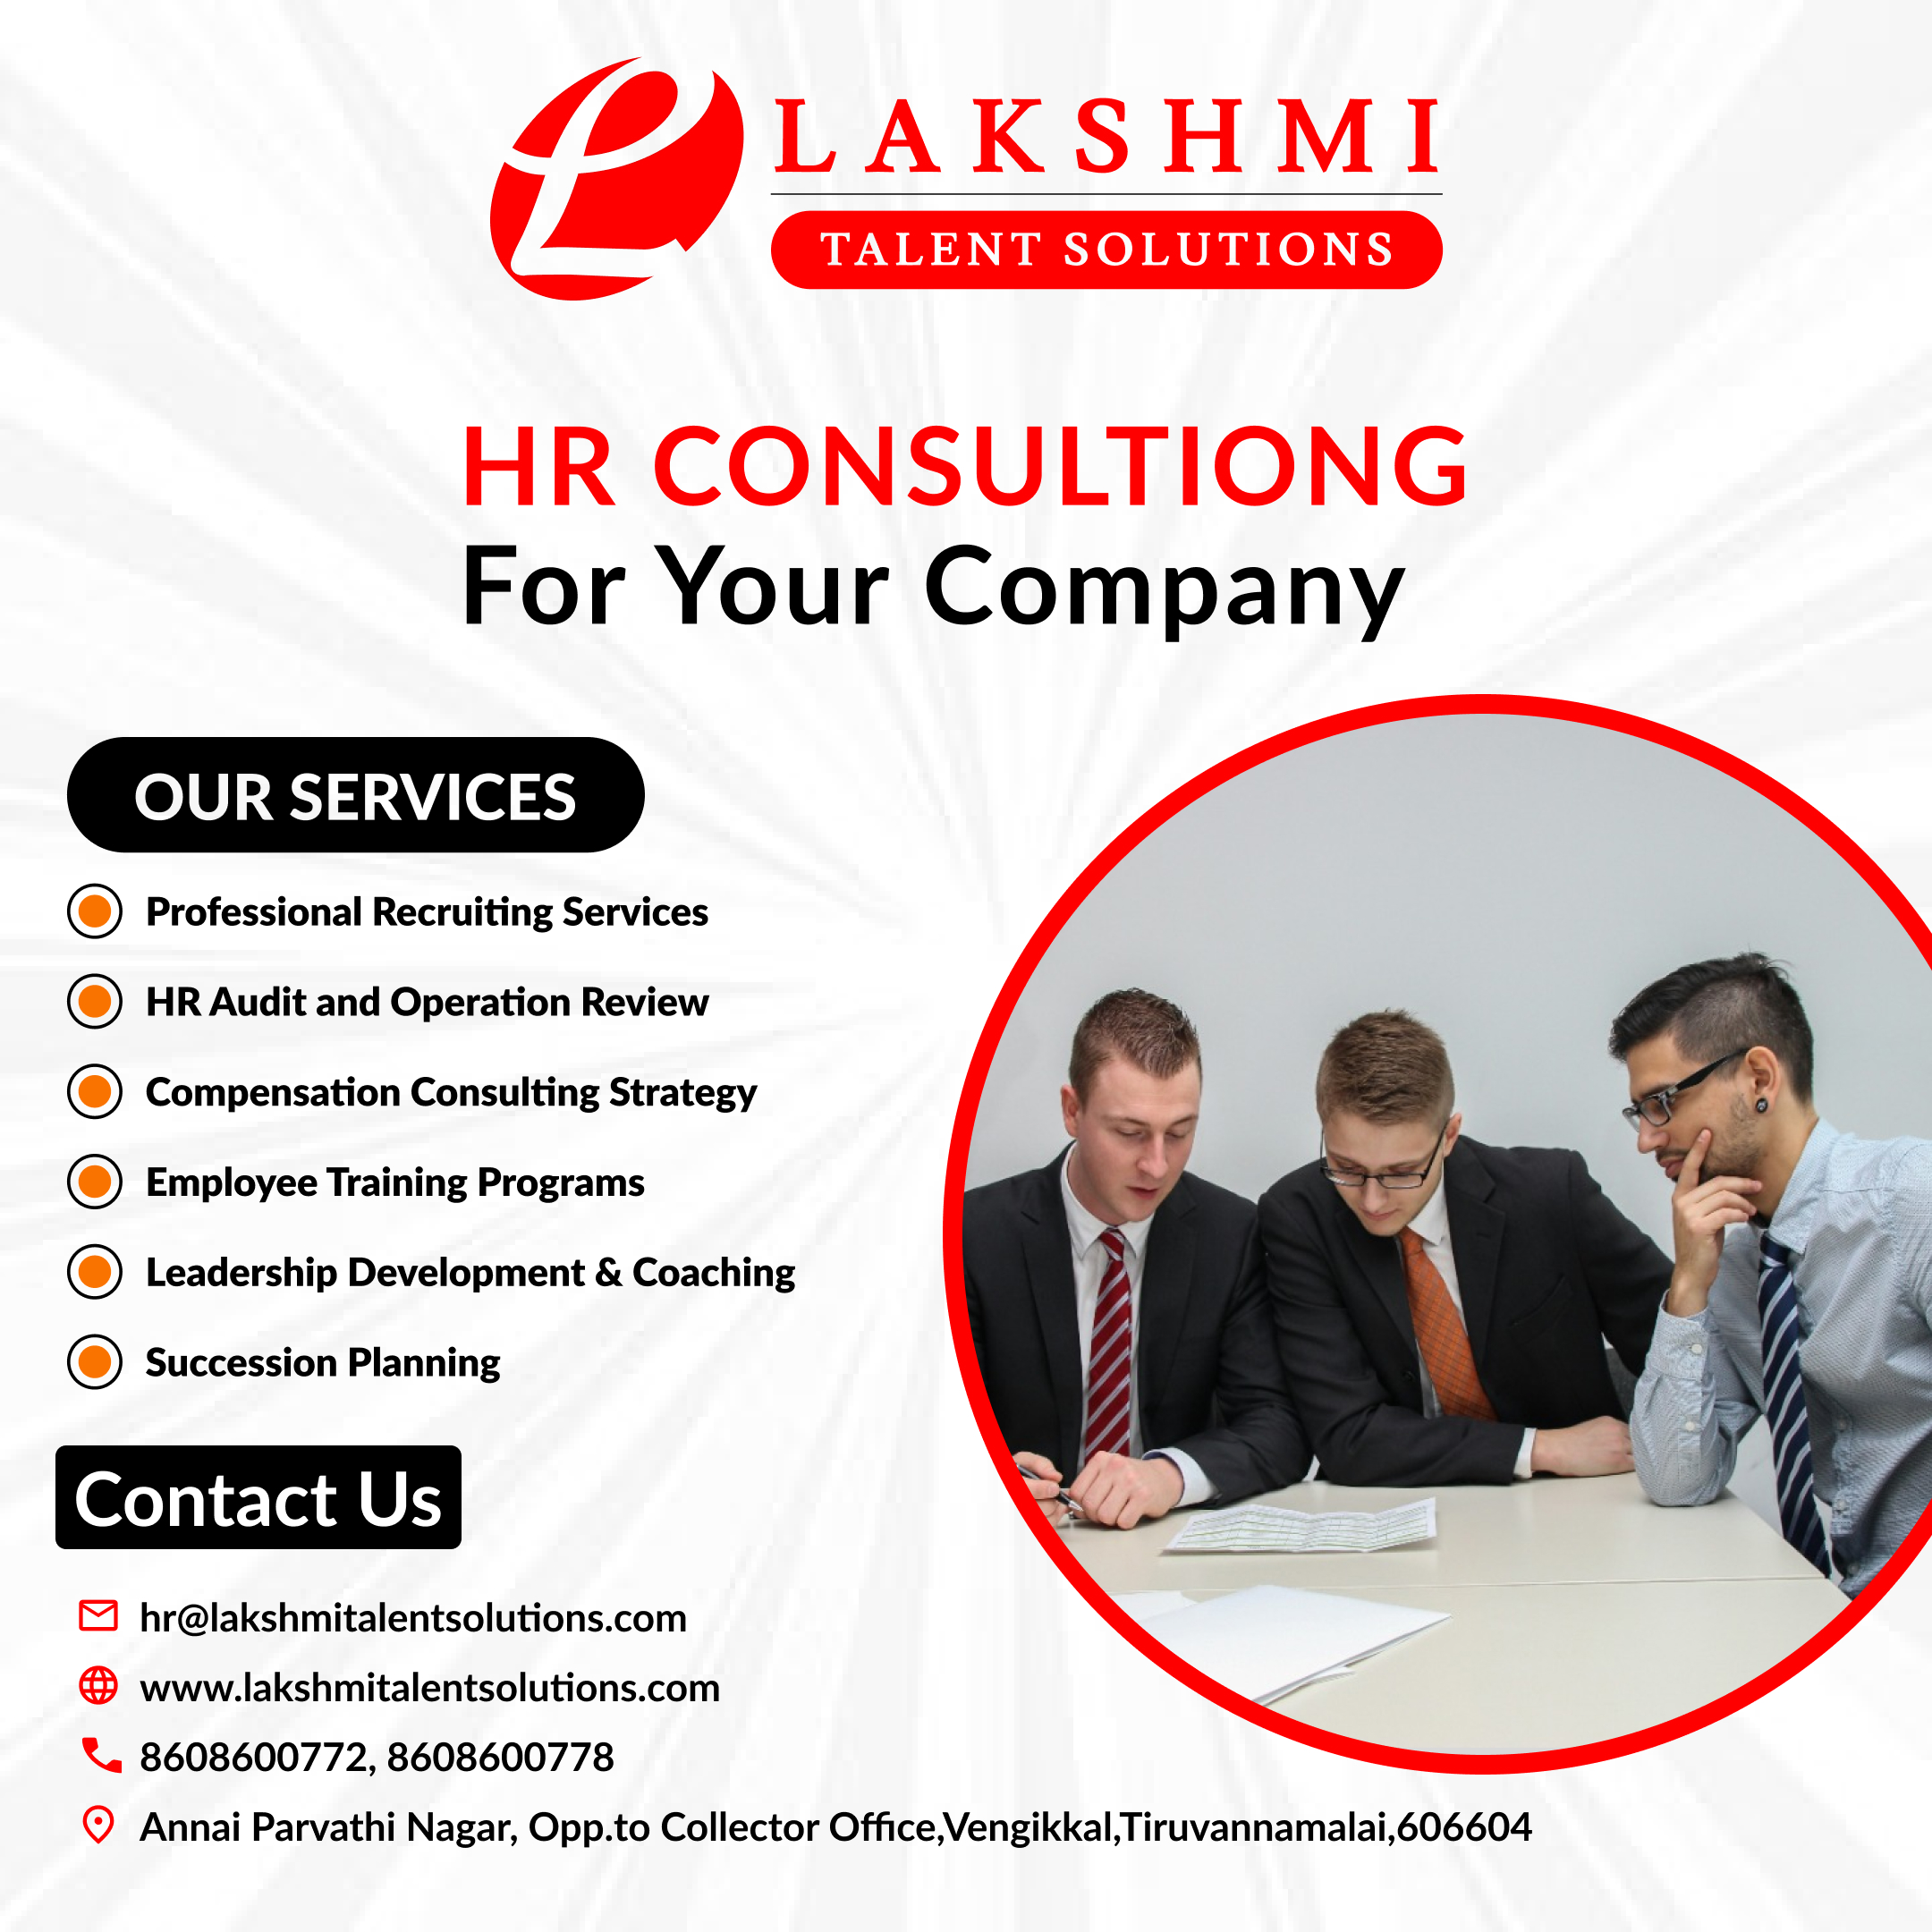 LAKSHMI
TALENT SOLUTIONS
HR CONSULTIONG
For Your Company
OUR SERVICES
Professional Recruiting Services
HR Audit and Operation Review
Compensation Consulting Strategy
Employee Training Programs
Leadership Development & Coaching
Succession Planning
Contact Us
hr@lakshmitalentsolutions.com
www.lakshmitalentsolutions.com
8608600772, 8608600778
Annai Parvathi Nagar, Opp.to Collector Office,Vengikkal,Tiruvannamalai,606604